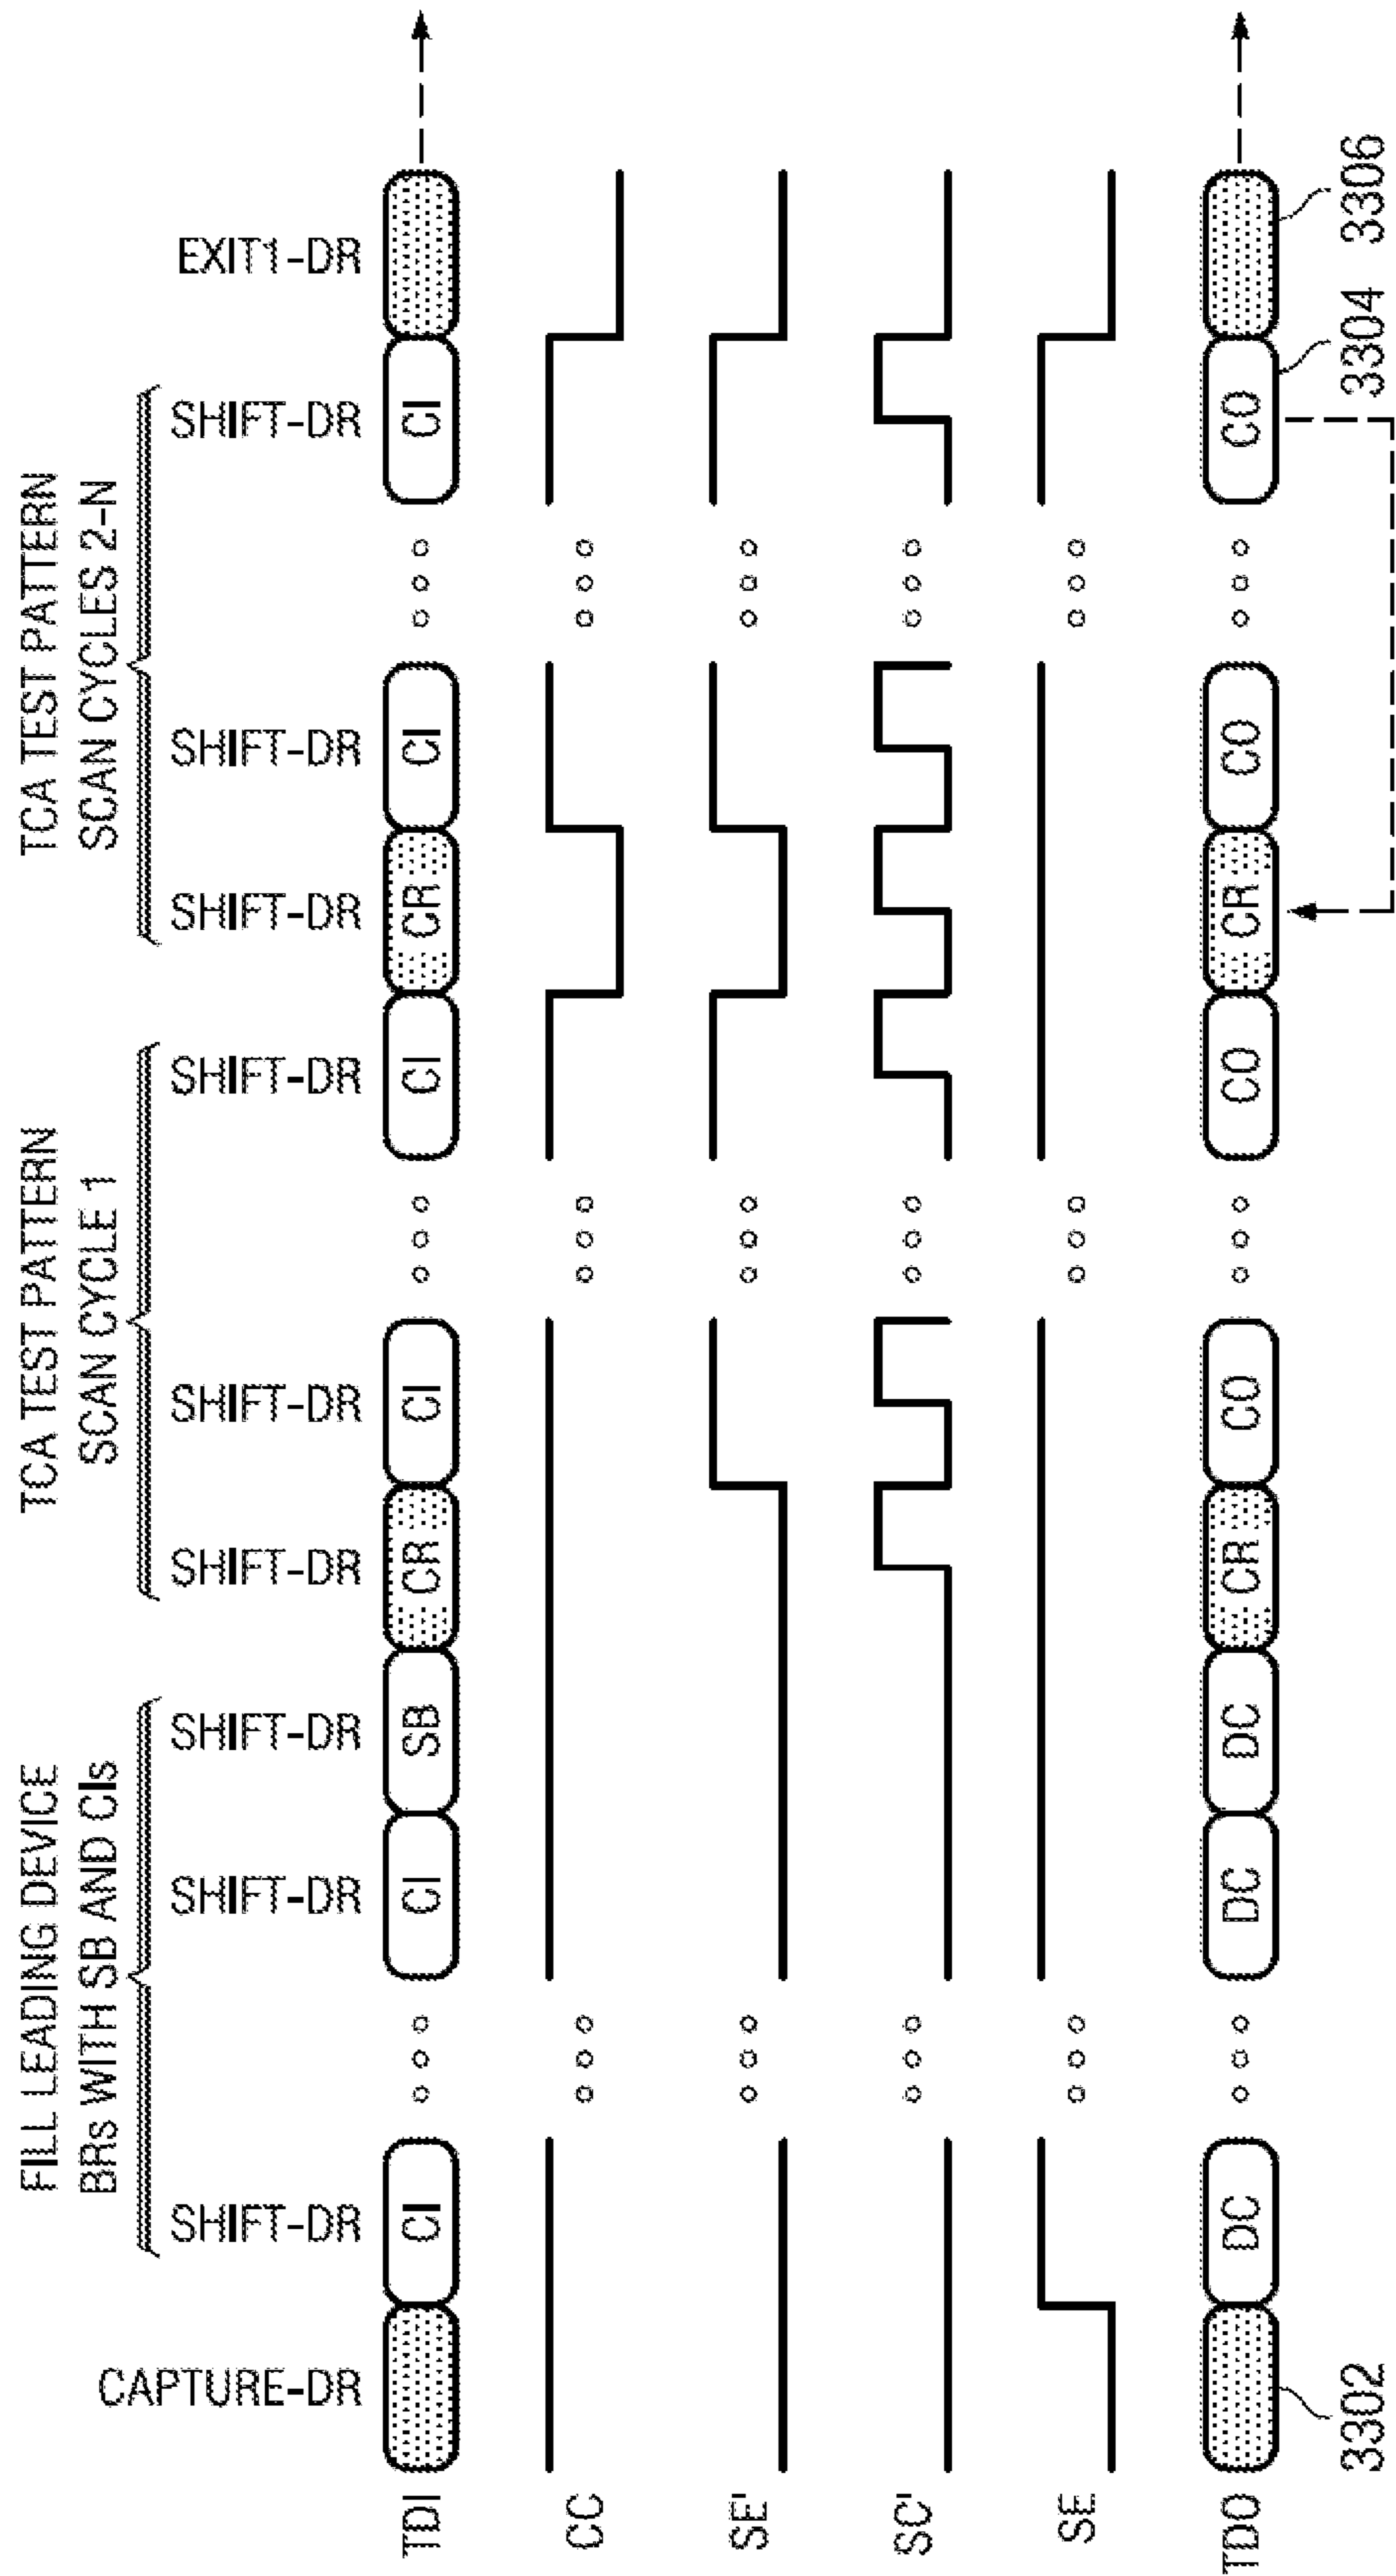 FILL LEADING DEVICE
BRs WITH SB AND CIs
TCA TEST PATTERN
SCAN CYCLE 1
TCA TEST PATTERN
SCAN CYCLES 2-N
CAPTURE-DR SHIFT-DR SHIFT-DR SHIFT-DR SHIFT-DR SHIFT-DR SHIFT-DR SHIFT-DR SHIFT-DR SHIFT-DR EXIT1-DR
TDI CI CI SB CR CI CI CR CI CI
CC
SE'
SC'
SE
TDO DC DC DC CR CO CO CR CO CO
3302 3304 3306